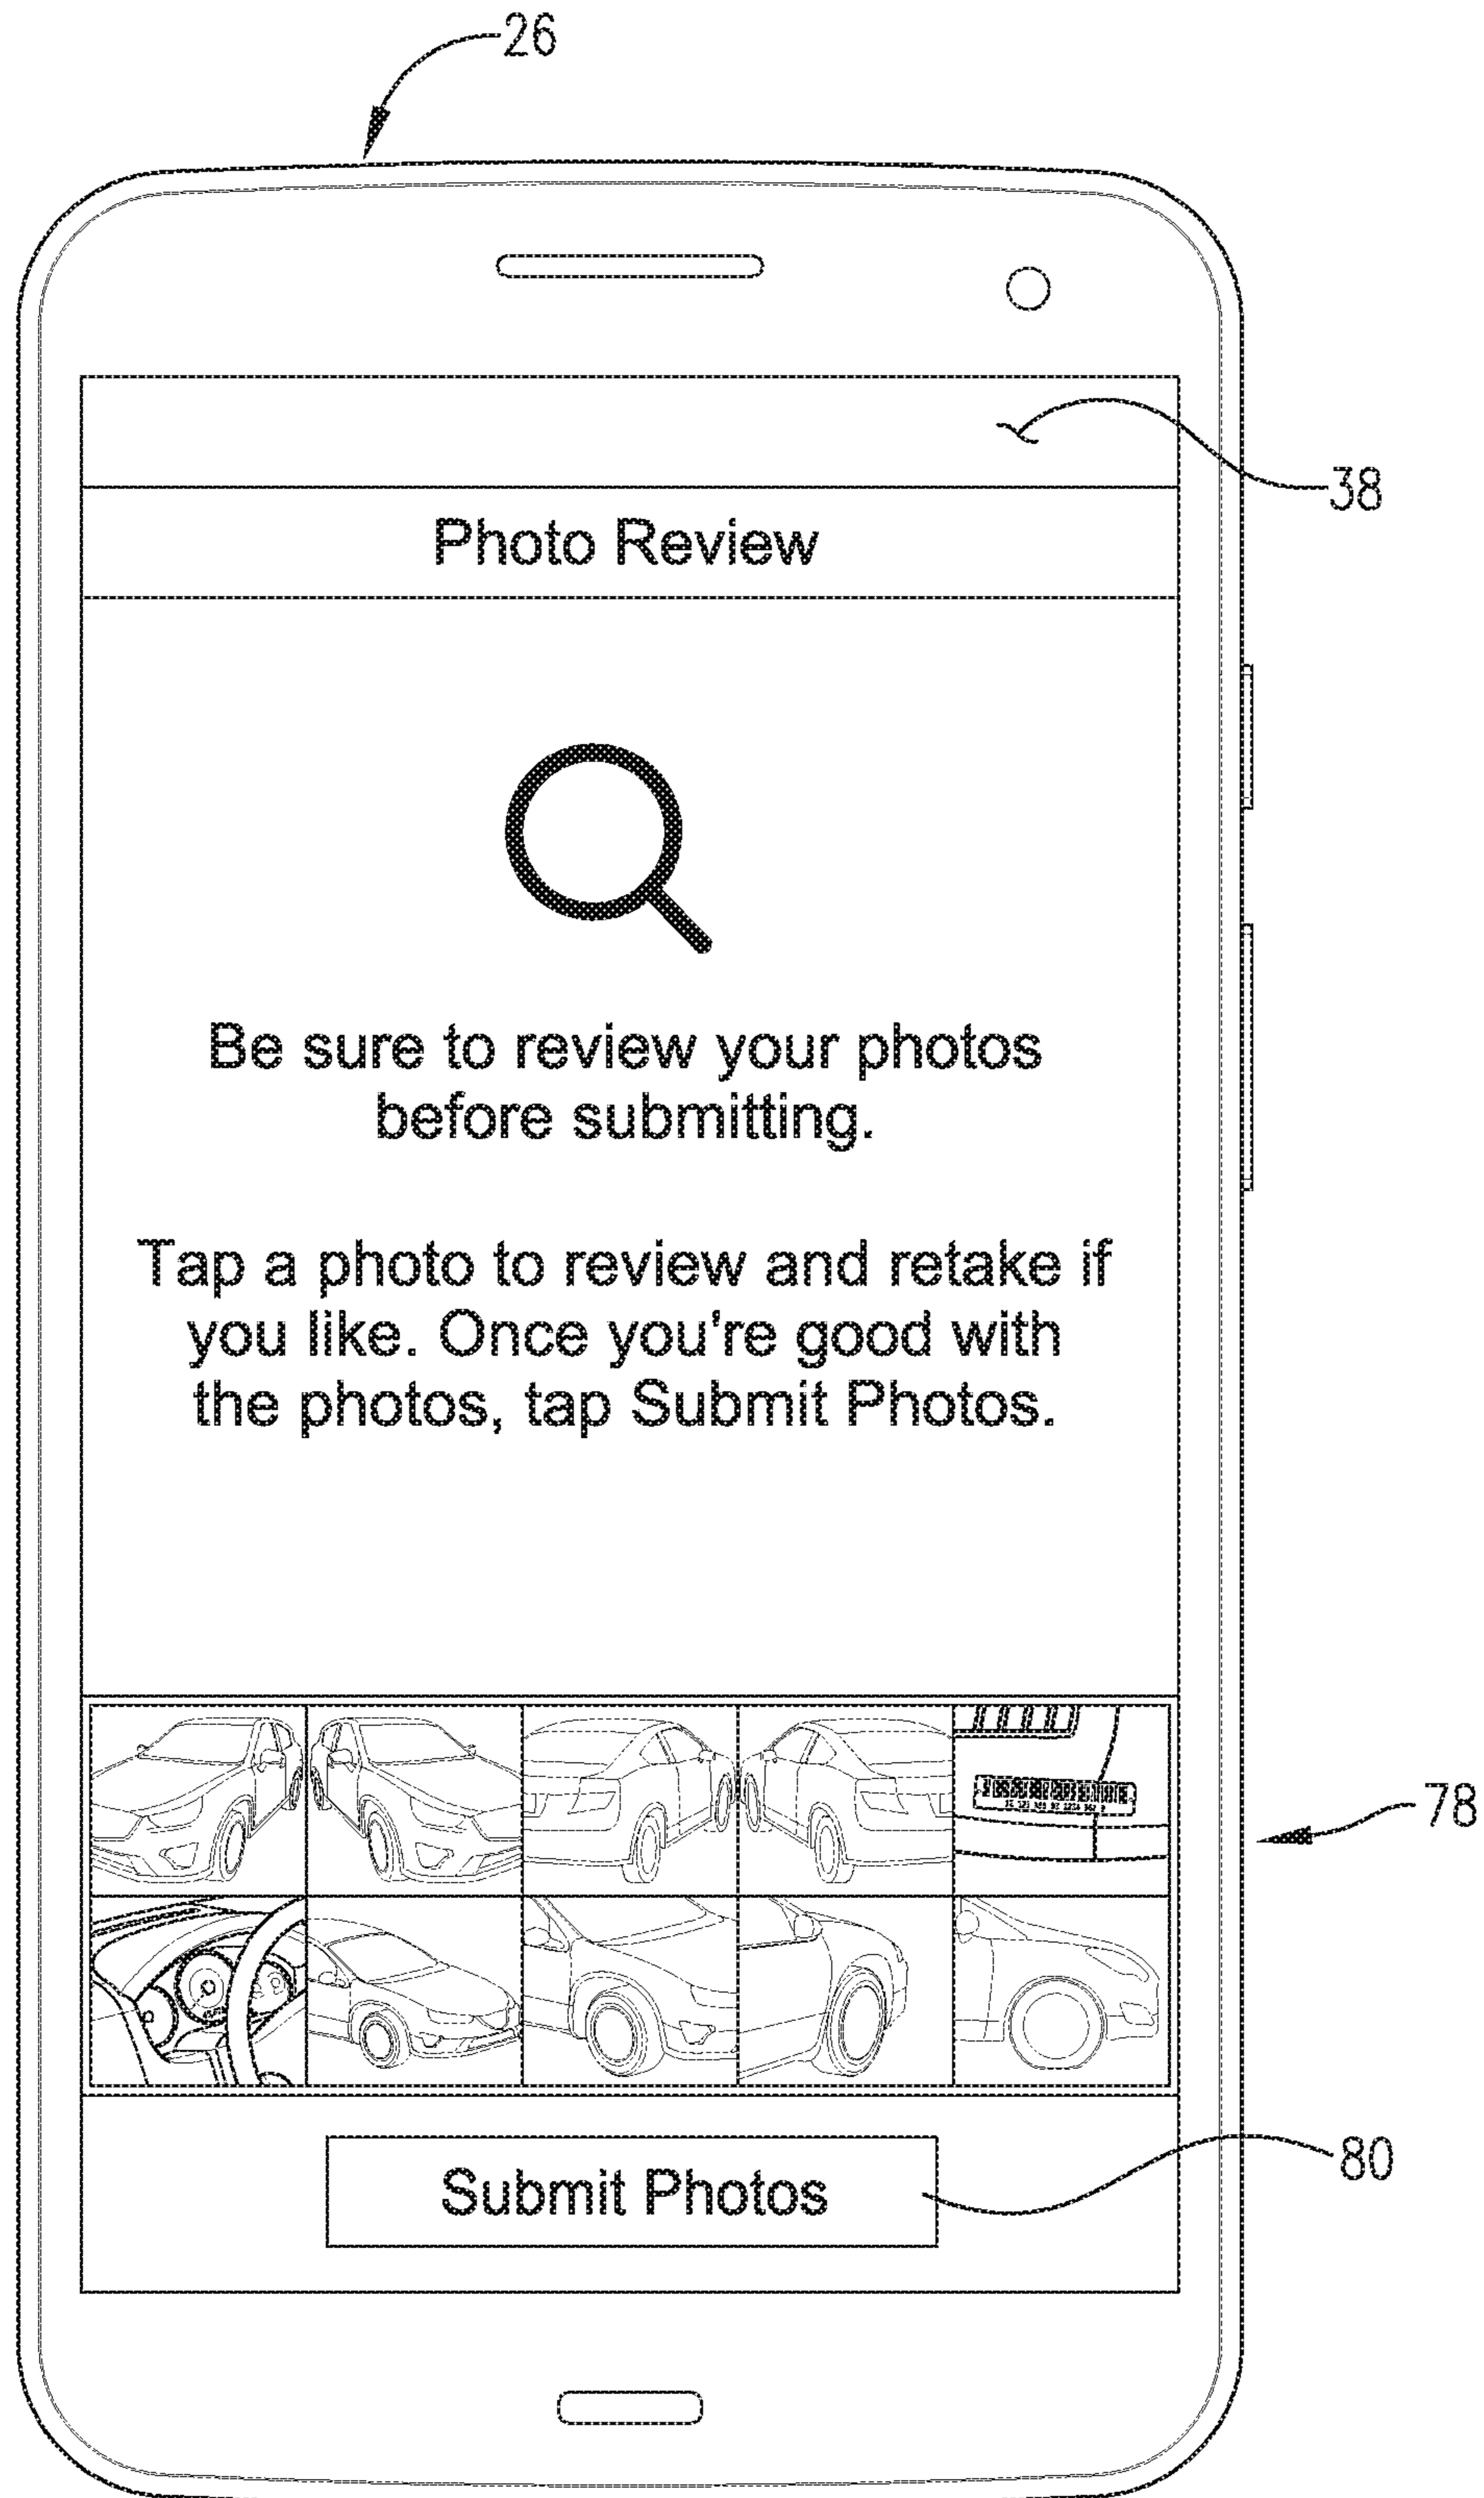 26
38
Photo Review
Be sure to review your photos
before submitting.
Tap a photo to review and retake if
you like. Once you're good with
the photos, tap Submit Photos.
78
Submit Photos
80